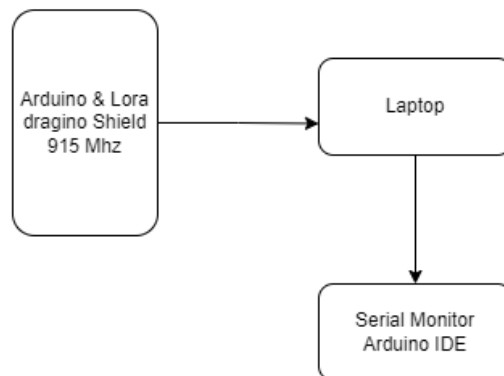 Arduino & Lora
dragino Shield
915 Mhz
Laptop
Serial Monitor
Arduino IDE